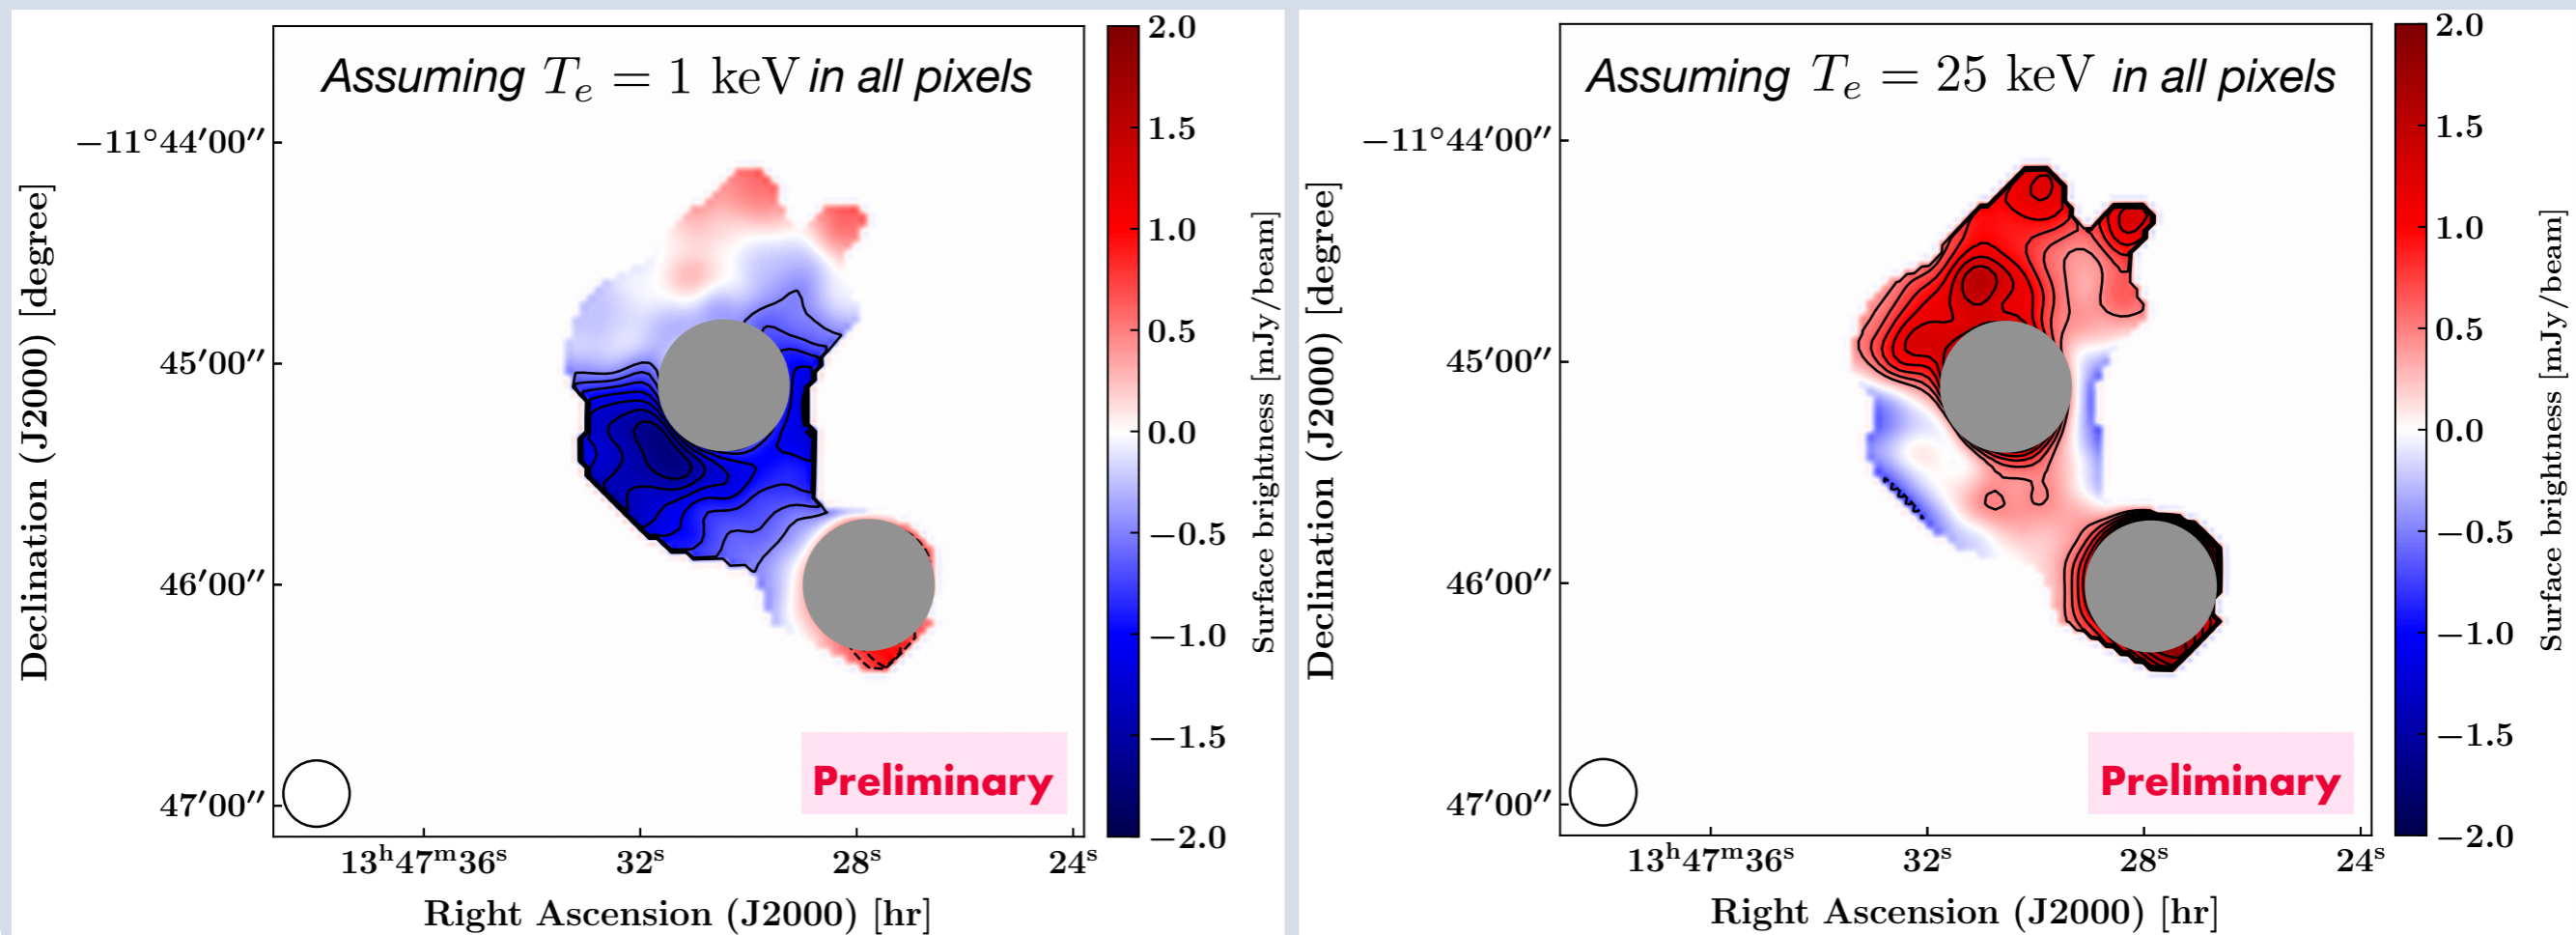 Assuming T_e = 1 keV in all pixels
−11°44′00″
45′00″
46′00″
47′00″
Declination (J2000) [degree]
13ʰ47ᵐ36ˢ
32ˢ
28ˢ
24ˢ
Right Ascension (J2000) [hr]
Preliminary
2.0
1.5
1.0
0.5
0.0
−0.5
−1.0
−1.5
−2.0
Surface brightness [mJy/beam]
Assuming T_e = 25 keV in all pixels
−11°44′00″
45′00″
46′00″
47′00″
Declination (J2000) [degree]
13ʰ47ᵐ36ˢ
32ˢ
28ˢ
24ˢ
Right Ascension (J2000) [hr]
Preliminary
2.0
1.5
1.0
0.5
0.0
−0.5
−1.0
−1.5
−2.0
Surface brightness [mJy/beam]